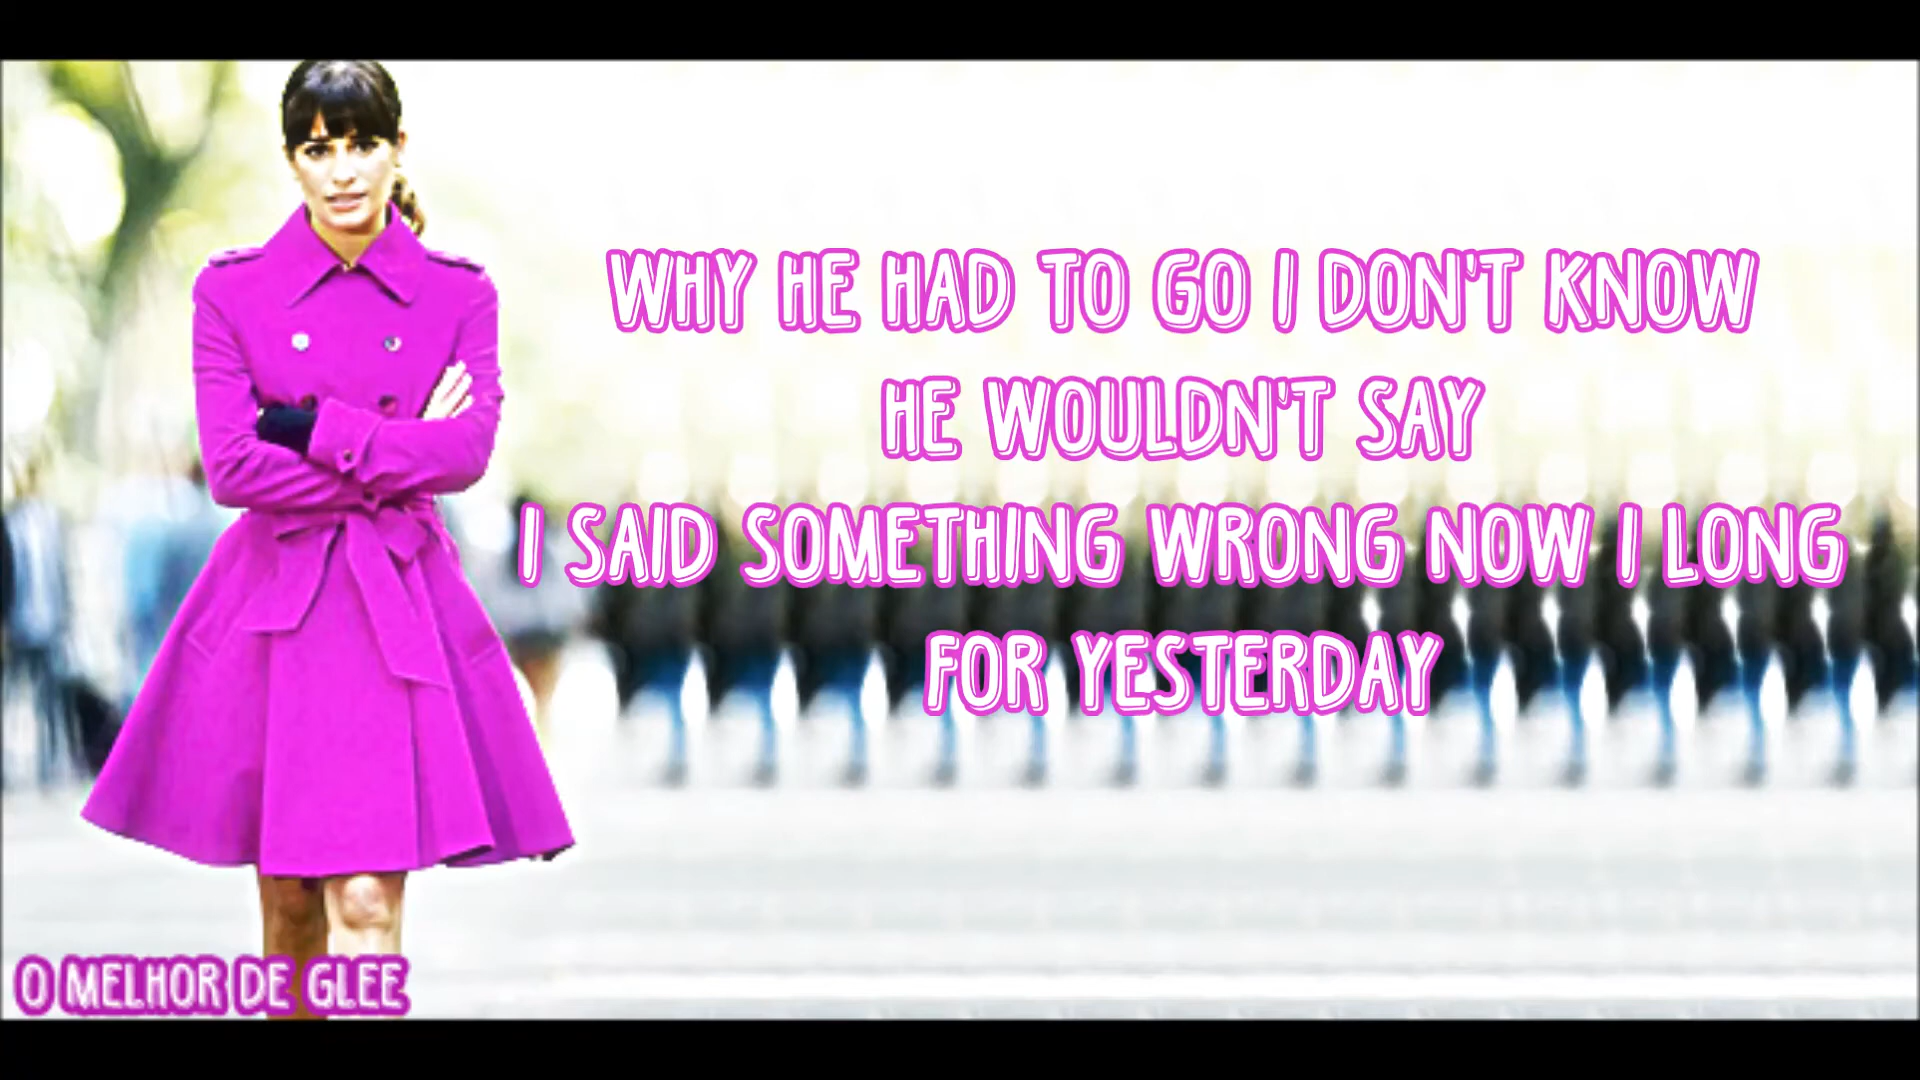 WHY HE HAD TO GO I DON'T KNOW
HE WOULDN'T SAY
I SAID SOMETHING WRONG NOW I LONG
FOR YESTERDAY
O MELHOR DE GLEE